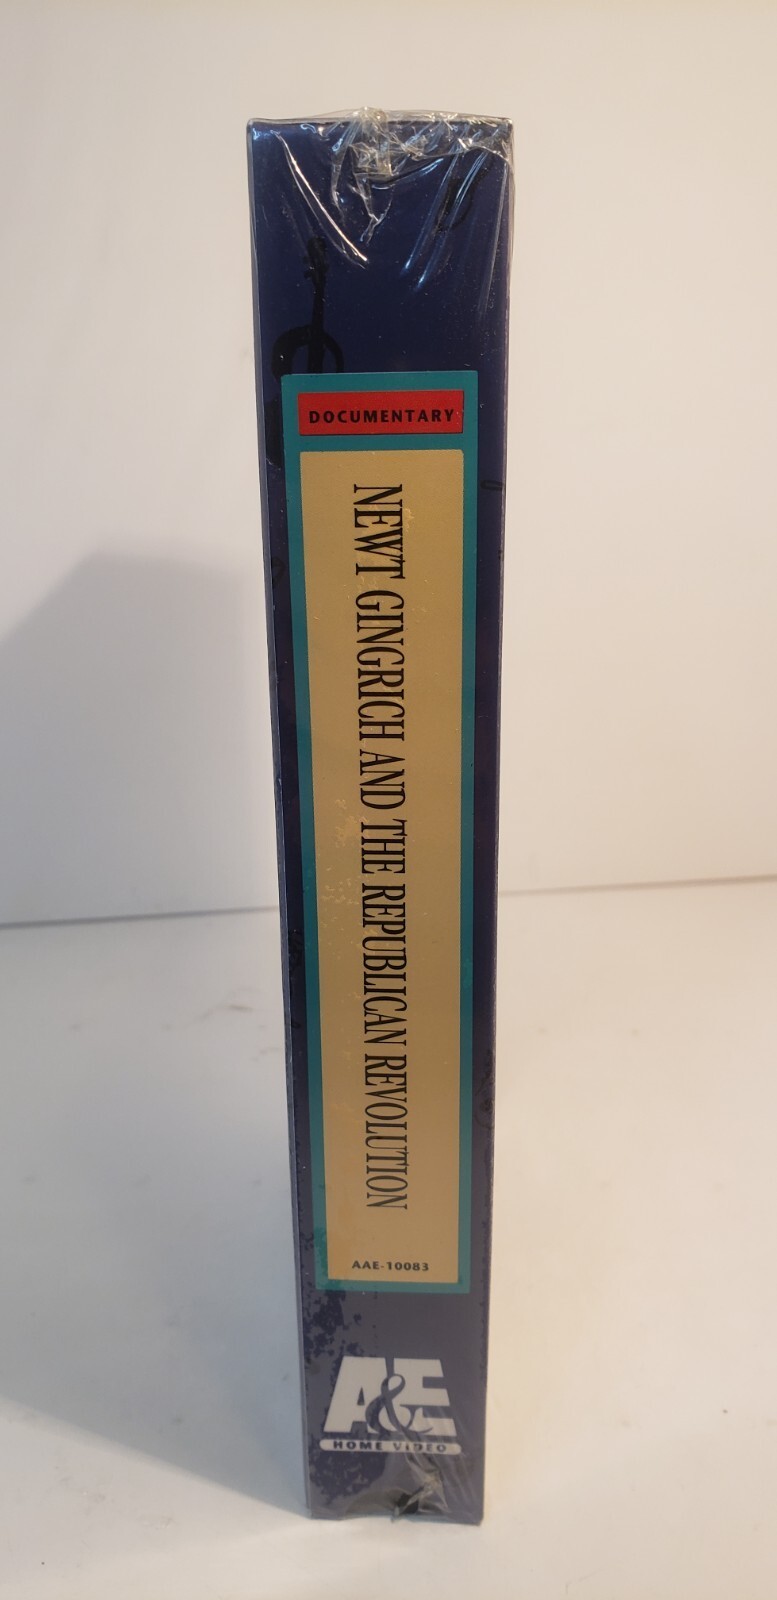 DOCUMENTARY
NEWT GINGRICH AND THE REPUBLICAN REVOLUTION
AAE-10083
A&E
HOME VIDEO